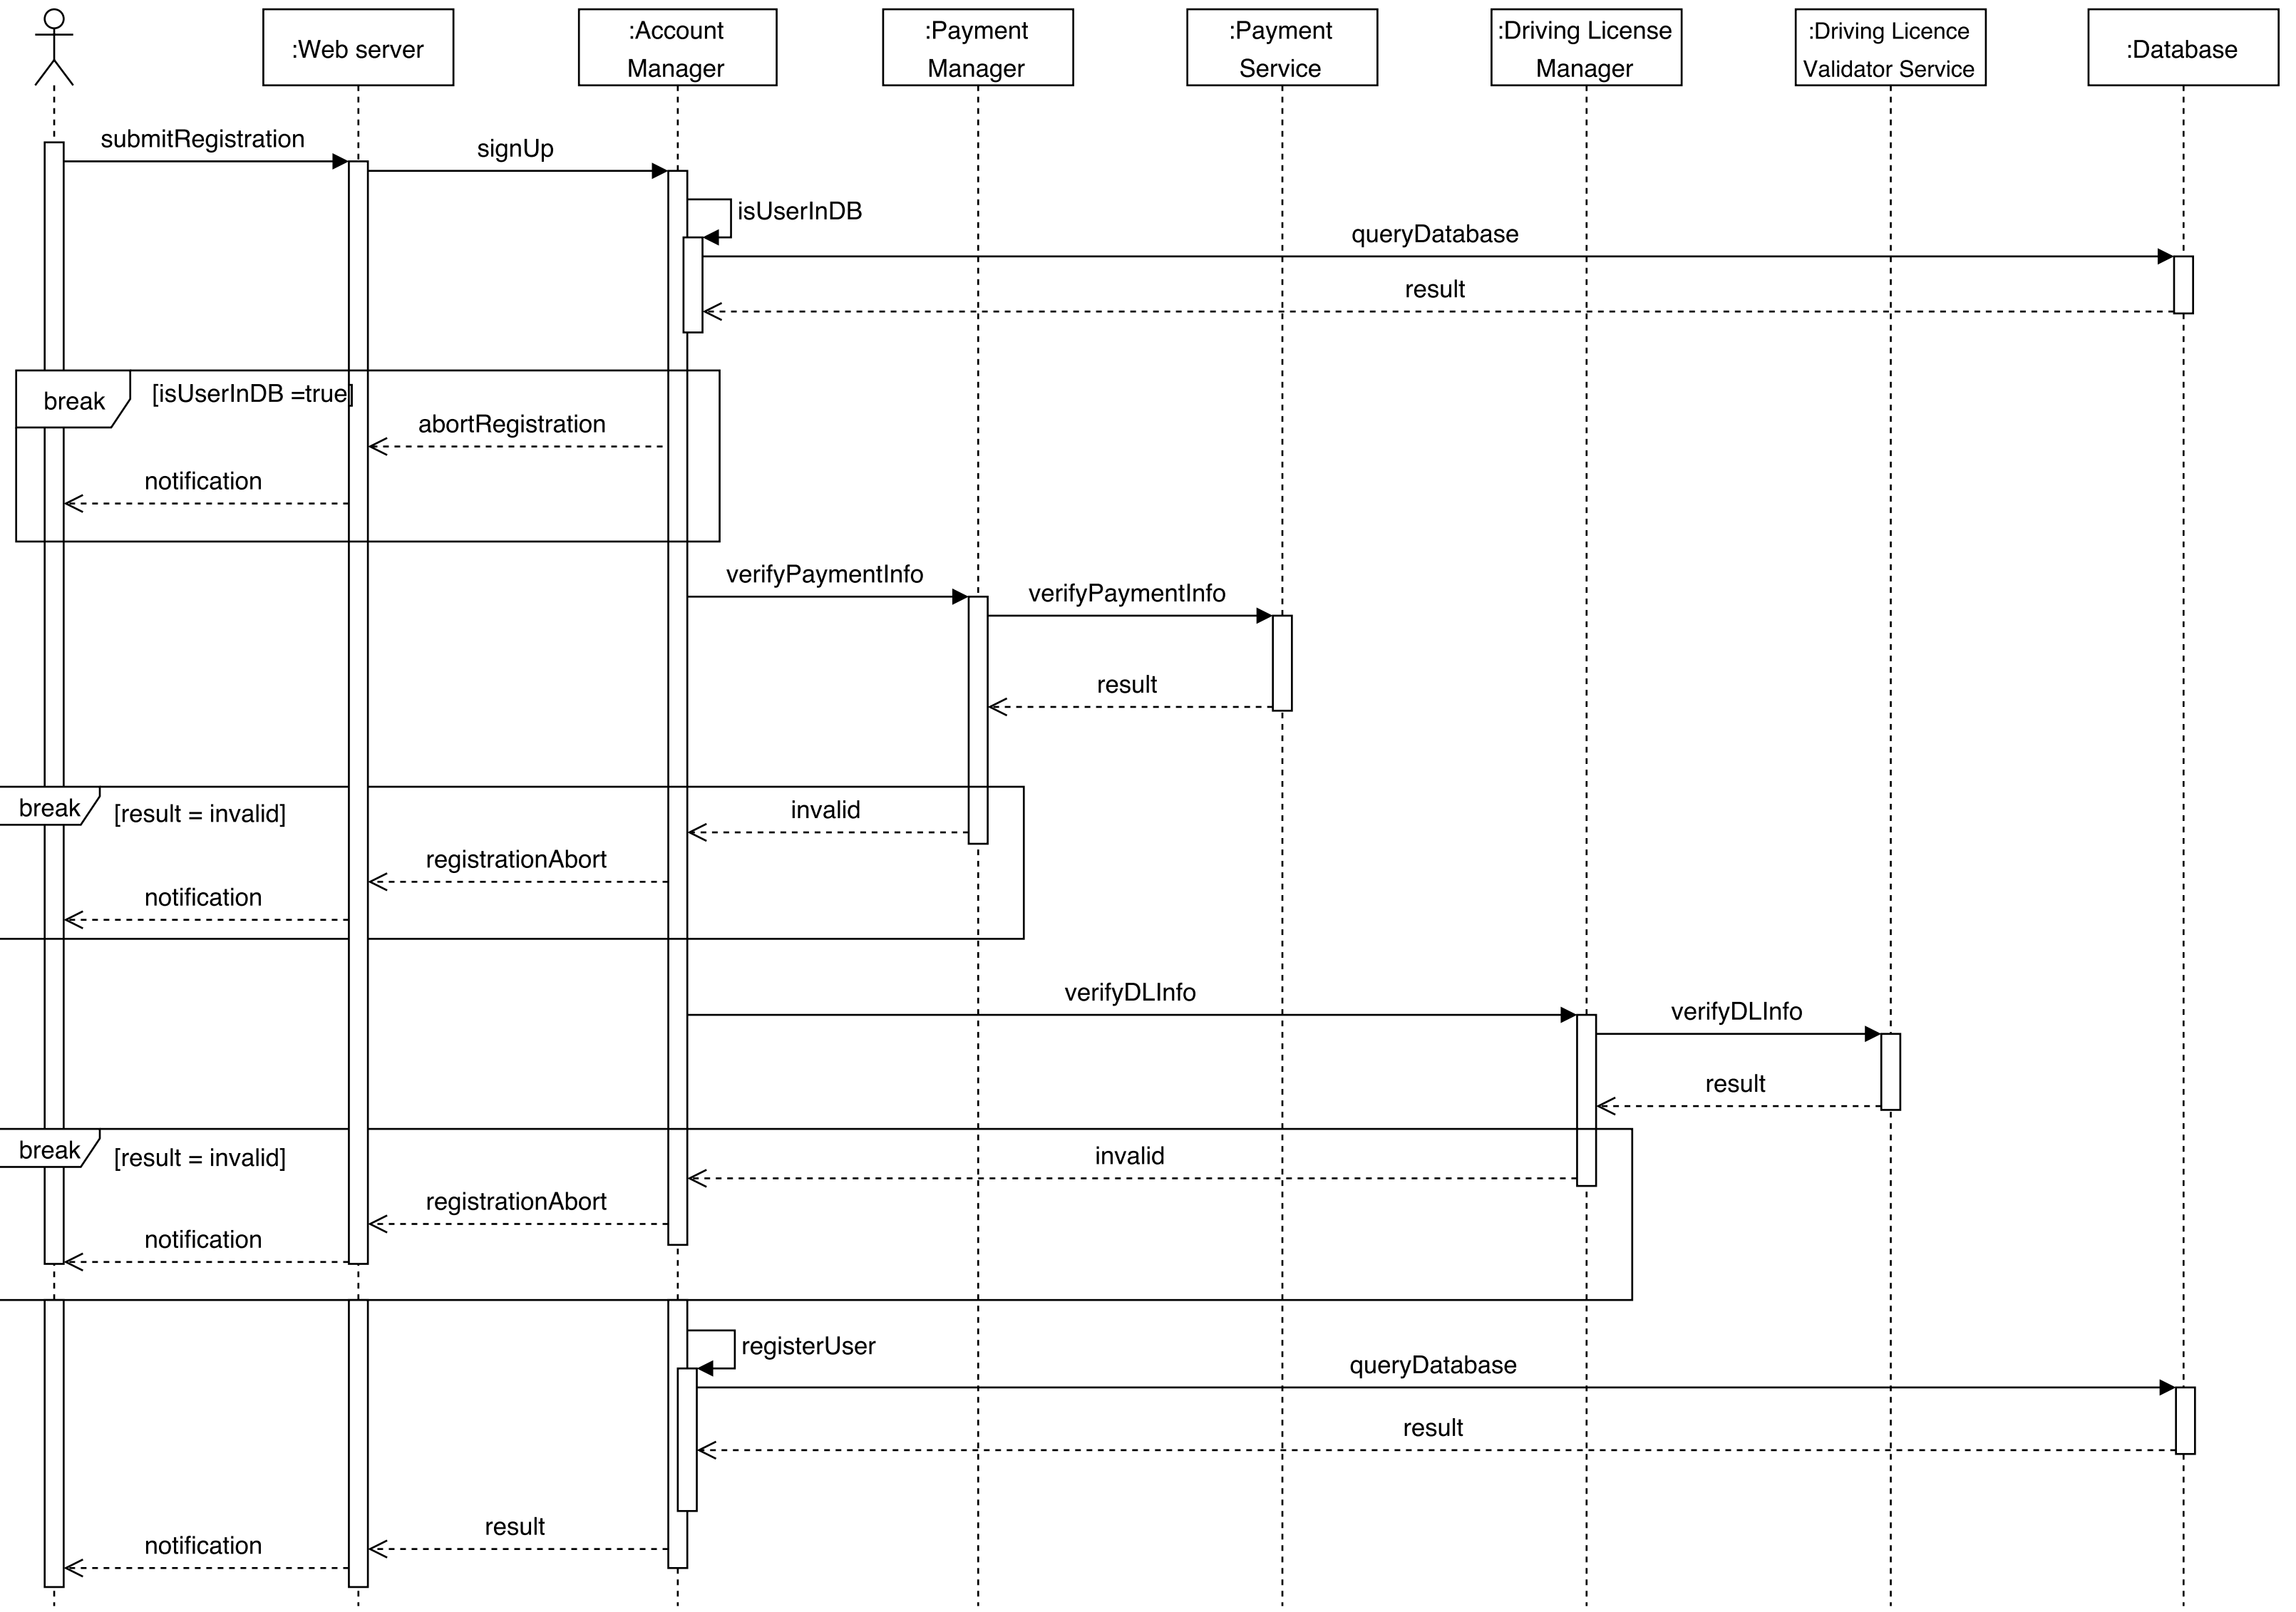 :Web server
:Account
Manager
:Payment
Manager
:Payment
Service
:Driving License
Manager
:Driving Licence
Validator Service
:Database
submitRegistration
signUp
isUserInDB
queryDatabase
result
break
[isUserInDB =true]
abortRegistration
notification
verifyPaymentInfo
verifyPaymentInfo
result
break
[result = invalid]
invalid
registrationAbort
notification
verifyDLInfo
verifyDLInfo
result
break
[result = invalid]
invalid
registrationAbort
notification
registerUser
queryDatabase
result
result
notification